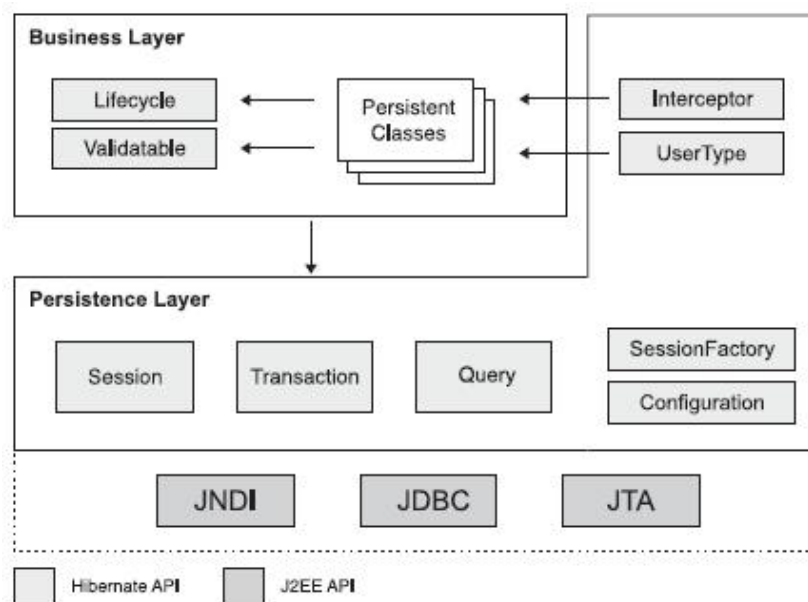 Business Layer
Lifecycle
Validatable
Persistent
Classes
Interceptor
UserType
Persistence Layer
Session
Transaction
Query
SessionFactory
Configuration
JNDI
JDBC
JTA
Hibernate API
J2EE API